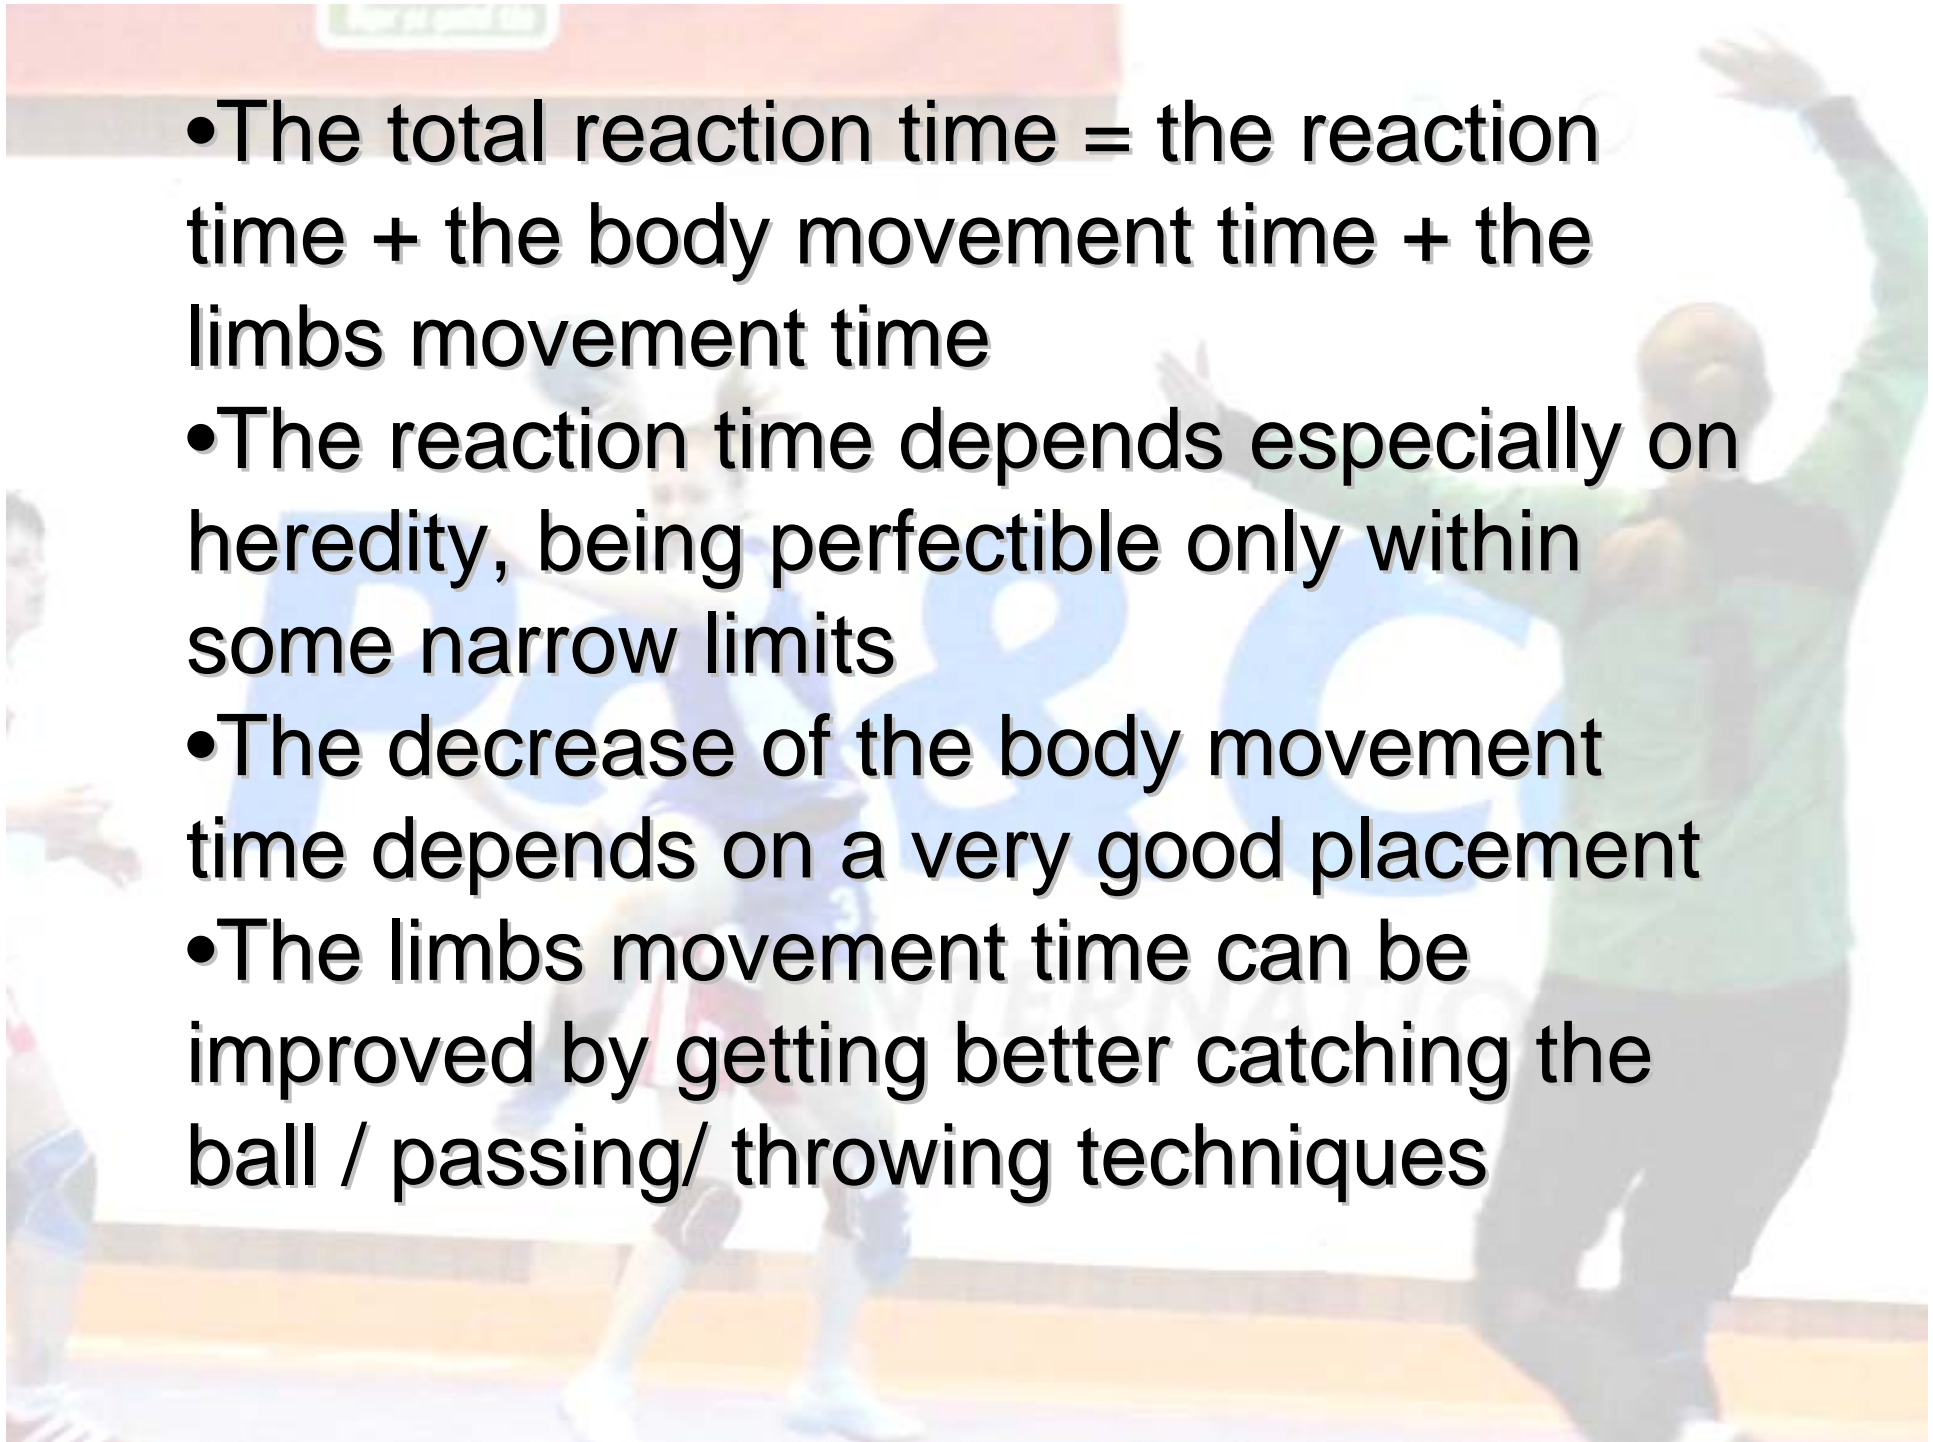 •The total reaction time = the reaction
time + the body movement time + the
limbs movement time
•The reaction time depends especially on
heredity, being perfectible only within
some narrow limits
•The decrease of the body movement
time depends on a very good placement
•The limbs movement time can be
improved by getting better catching the
ball / passing/ throwing techniques
&
3